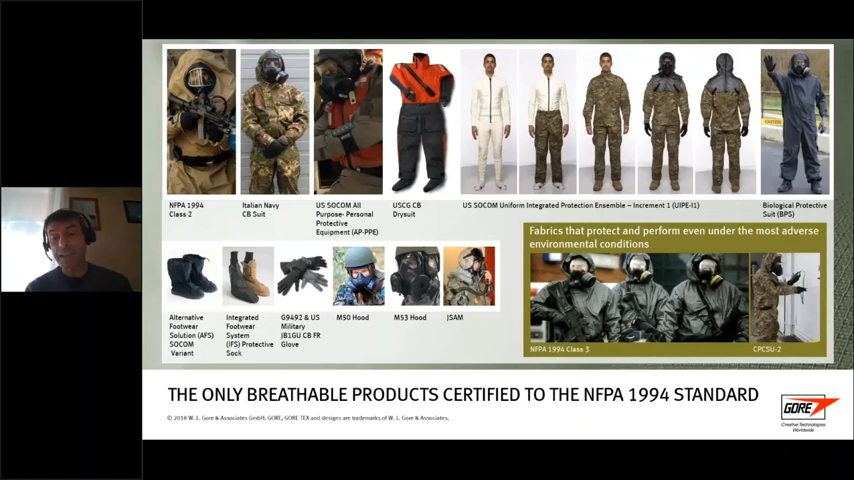 NFPA 1994
Class 2
Italian Navy
CB Suit
US SOCOM All
Purpose- Personal
Protective
Equipment (AP-PPE)
USCG CB
Drysuit
US SOCOM Uniform Integrated Protection Ensemble – Increment 1 (UIPE-I1)
Biological Protective
Suit (BPS)
Fabrics that protect and perform even under the most adverse
environmental conditions
Alternative
Footwear
Solution (AFS)
SOCOM
Variant
Integrated
Footwear
System
(IFS) Protective
Sock
G9492 & US
Military
JB1GU CB FR
Glove
M50 Hood
M53 Hood
JSAM
NFPA 1994 Class 3
CPCSU-2
THE ONLY BREATHABLE PRODUCTS CERTIFIED TO THE NFPA 1994 STANDARD
© 2018 W. L. Gore & Associates GmbH. GORE, GORE-TEX and designs are trademarks of W. L. Gore & Associates.
GORE
Creative Technologies
Worldwide